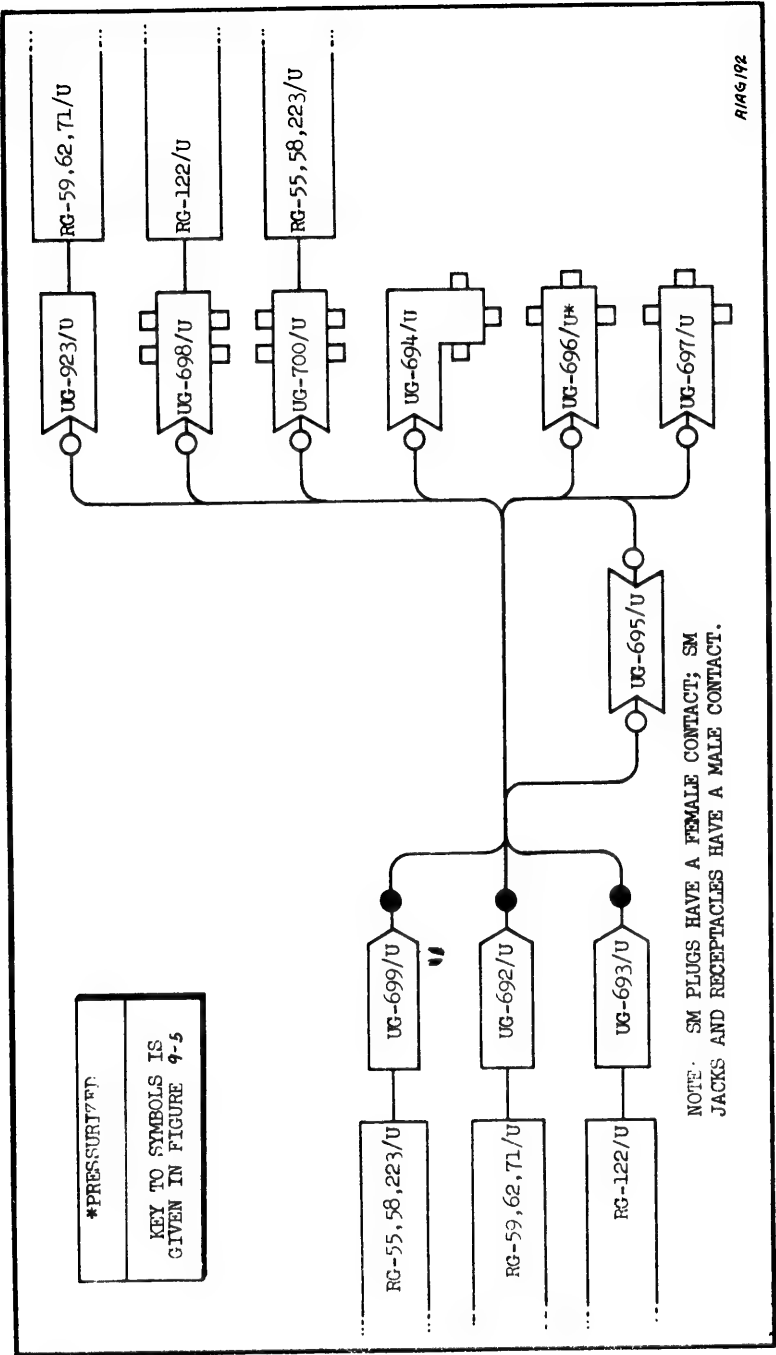 *PRESSURIZED
KEY TO SYMBOLS IS
GIVEN IN FIGURE 9-5
RG-55,58,223/U
UG-699/U
RG-59,62,71/U
UG-692/U
RG-122/U
UG-693/U
UG-695/U
UG-923/U
RG-59,62,71/U
UG-698/U
RG-122/U
UG-700/U
RG-55,58,223/U
UG-694/U
UG-696/U*
UG-697/U
NOTE· SM PLUGS HAVE A FEMALE CONTACT; SM
JACKS AND RECEPTACLES HAVE A MALE CONTACT.
AIAG192